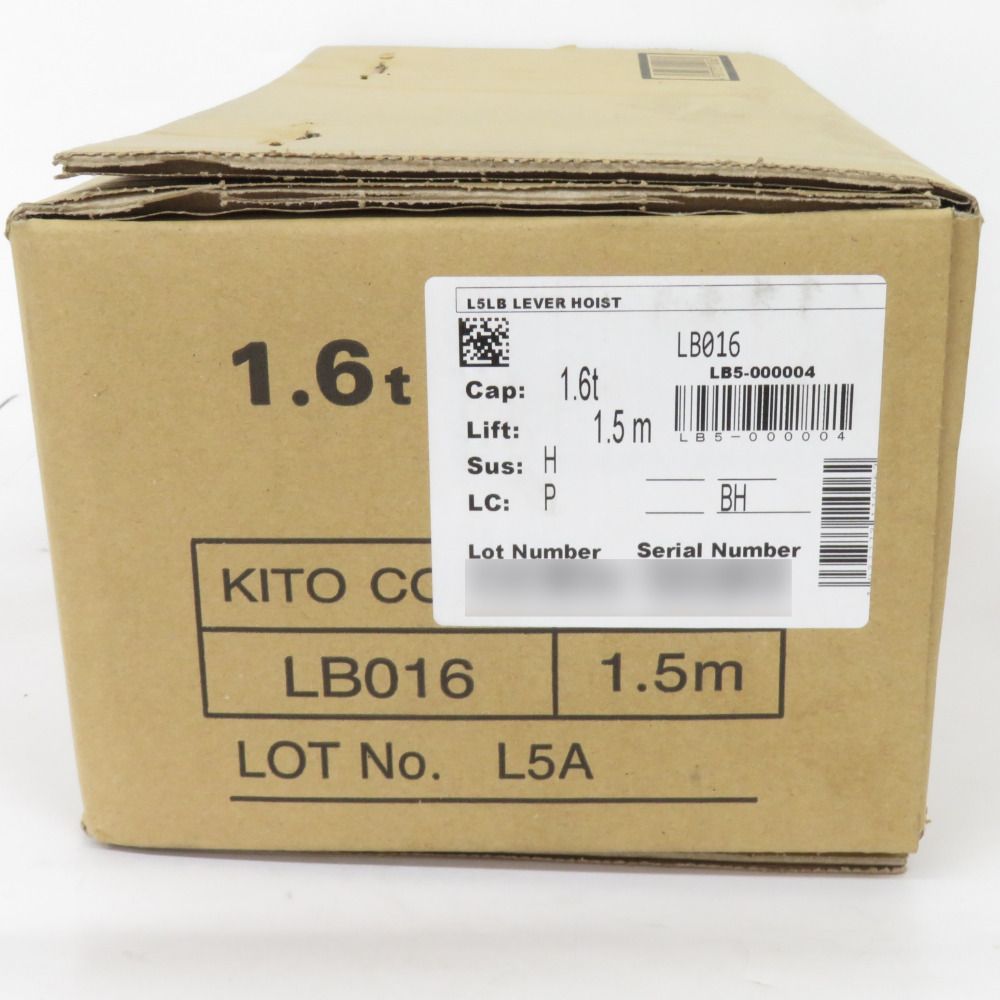 1.6t
L5LB LEVER HOIST
LB016
LB5-000004
Cap: 1.6t
LB5-000004
Lift: 1.5 m
Sus: H
LC: P BH
Lot Number Serial Number
KITO CO
LB016 1.5m
LOT No. L5A